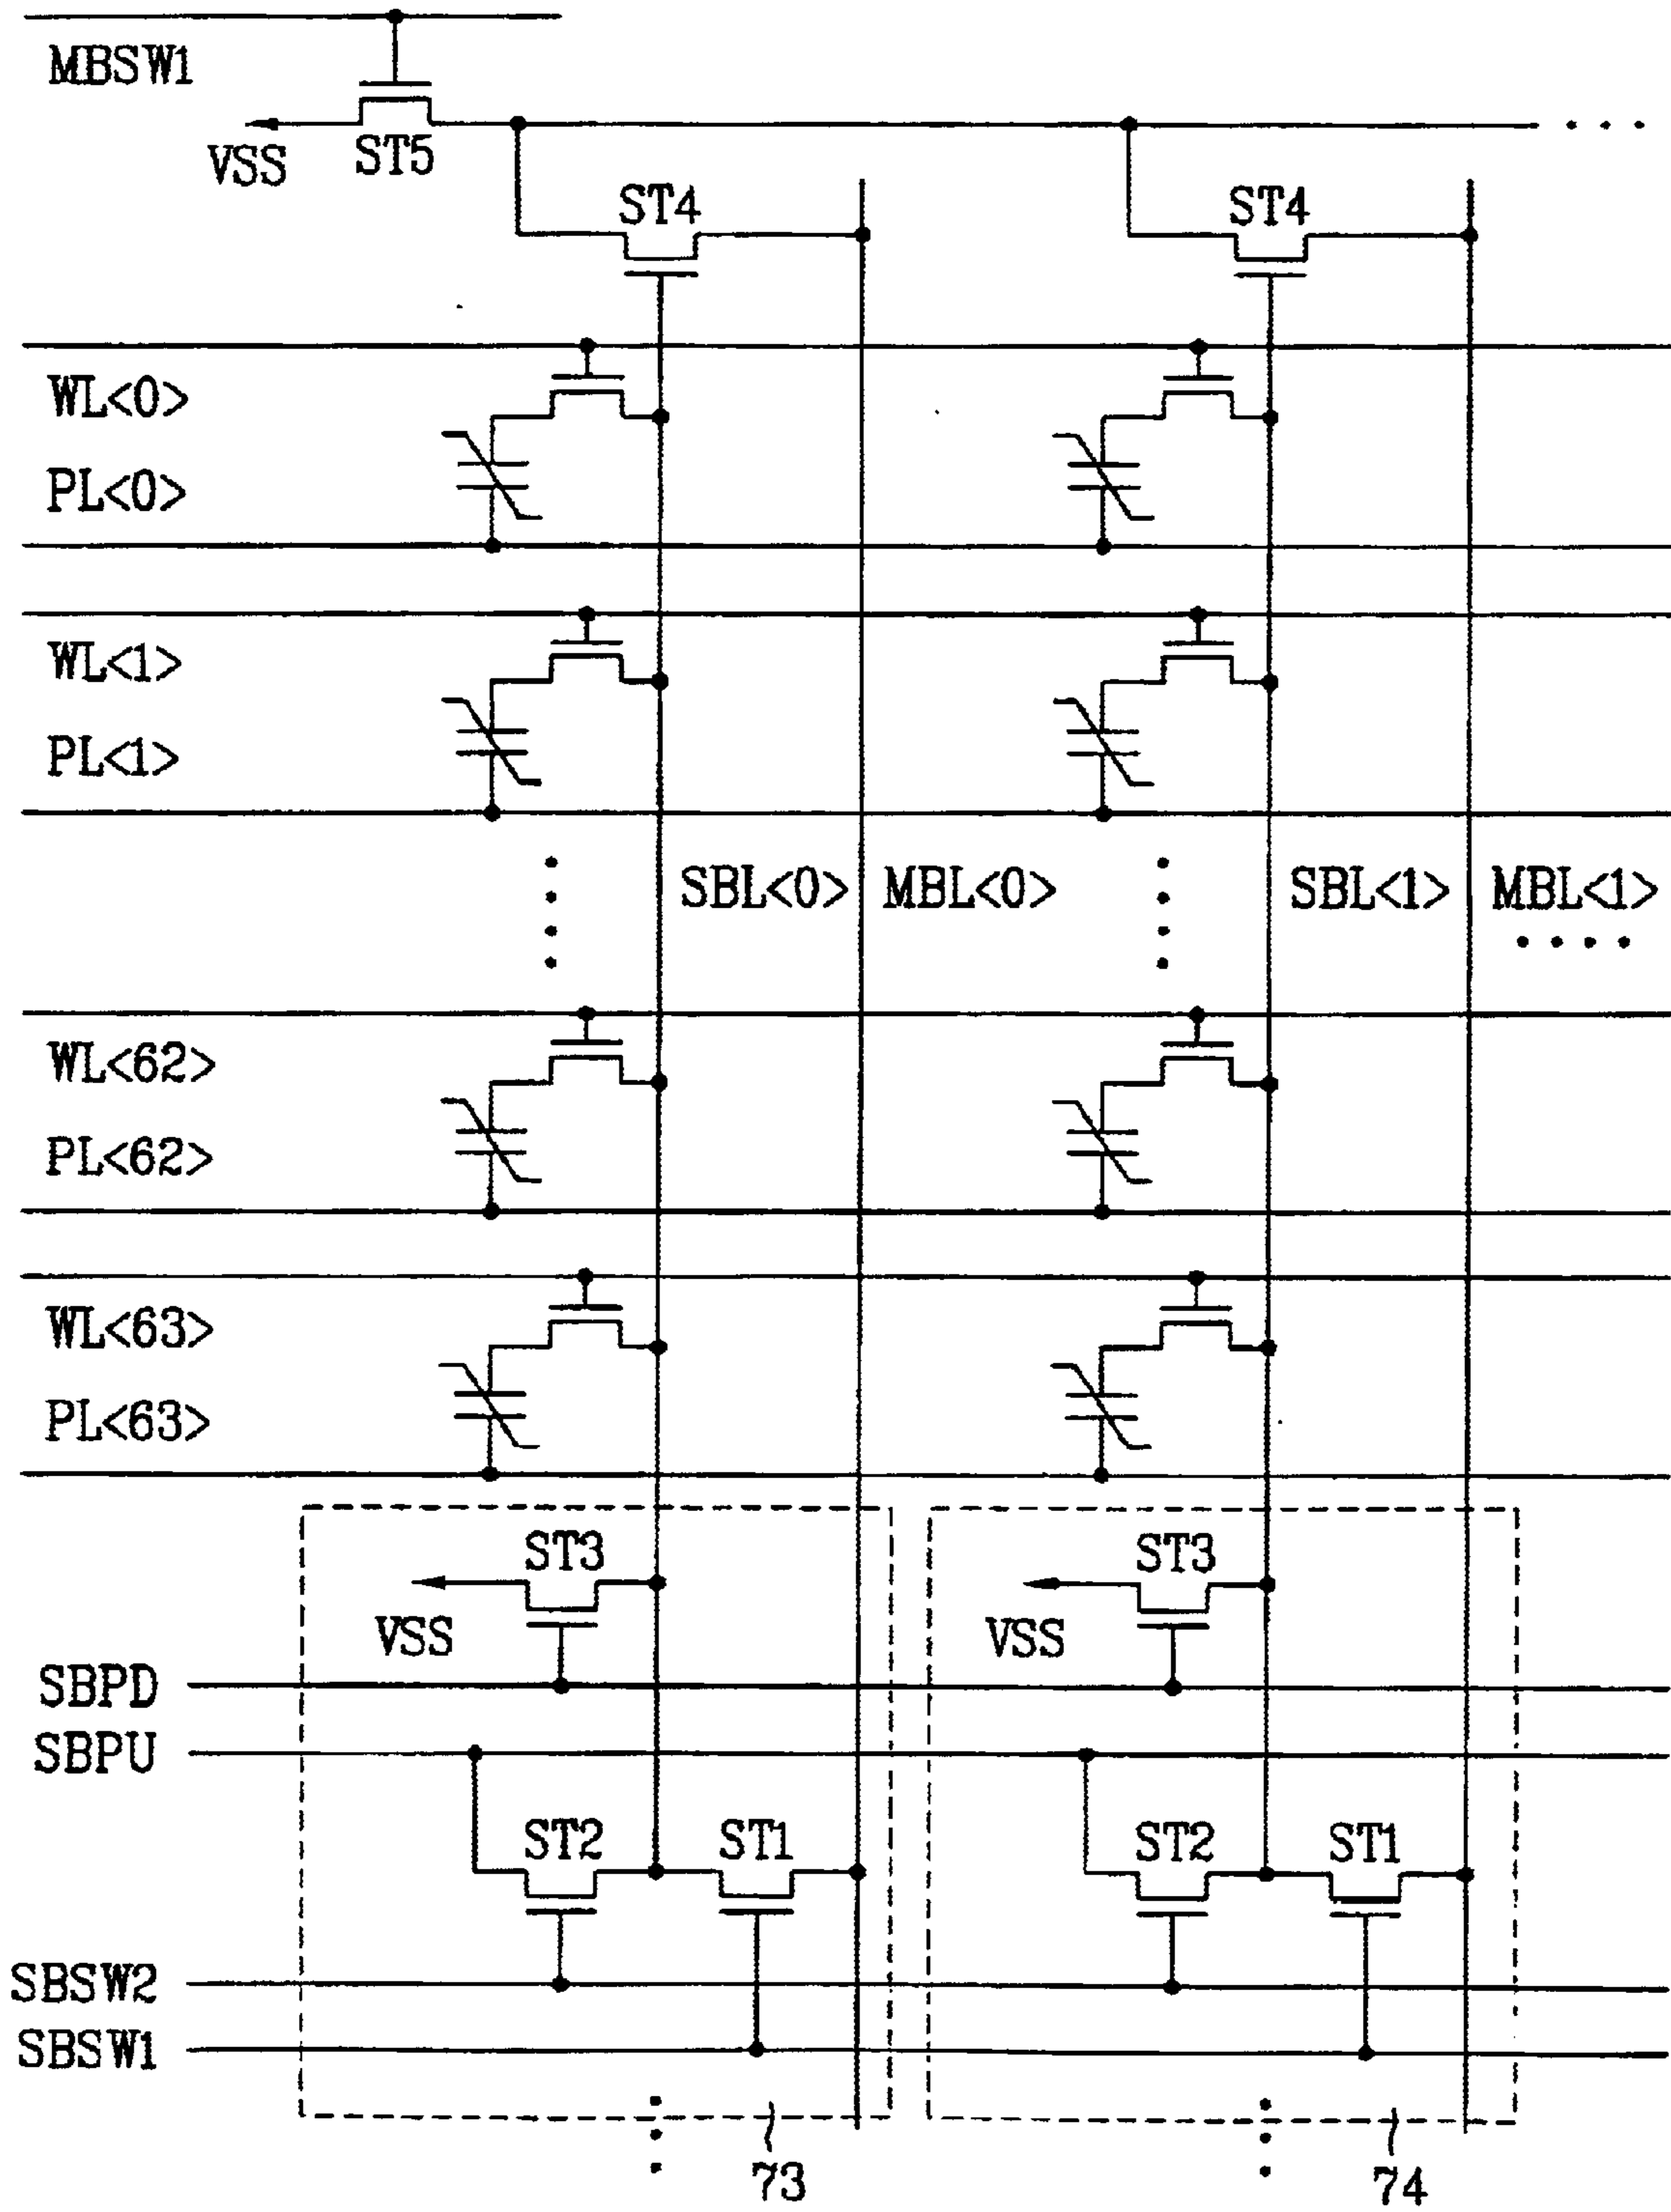 MBSW1
VSS ST5
ST4 ST4
WL<0>
PL<0>
WL<1>
PL<1>
SBL<0> MBL<0> SBL<1> MBL<1>
WL<62>
PL<62>
WL<63>
PL<63>
ST3 ST3
VSS VSS
SBPD
SBPU
ST2 ST1 ST2 ST1
SBSW2
SBSW1
73 74